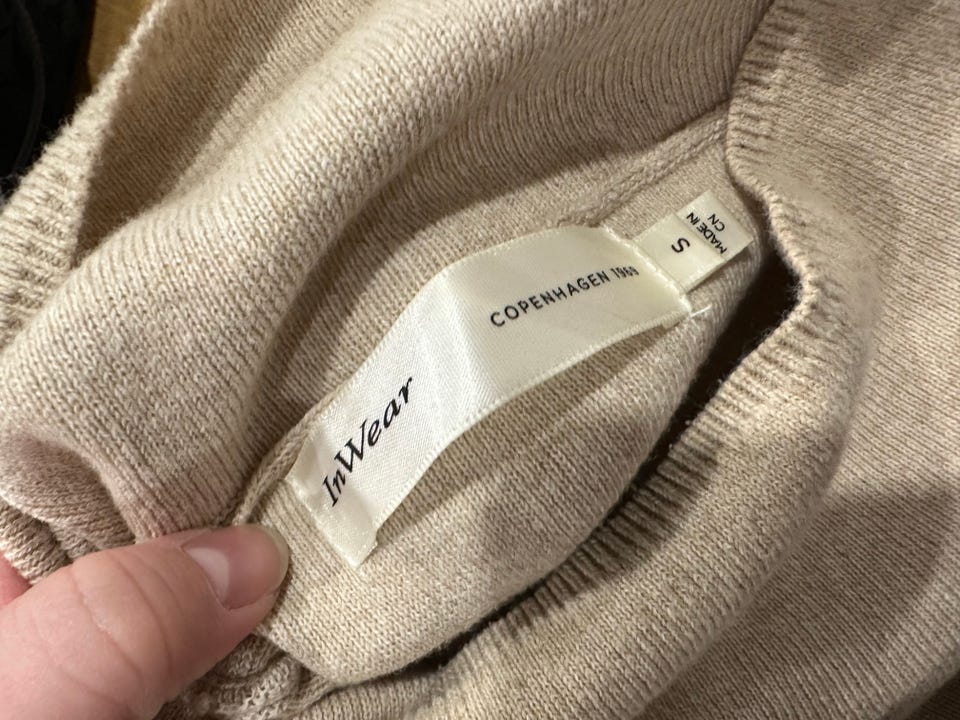 InWear
COPENHAGEN 1969
S
MADE IN
CN